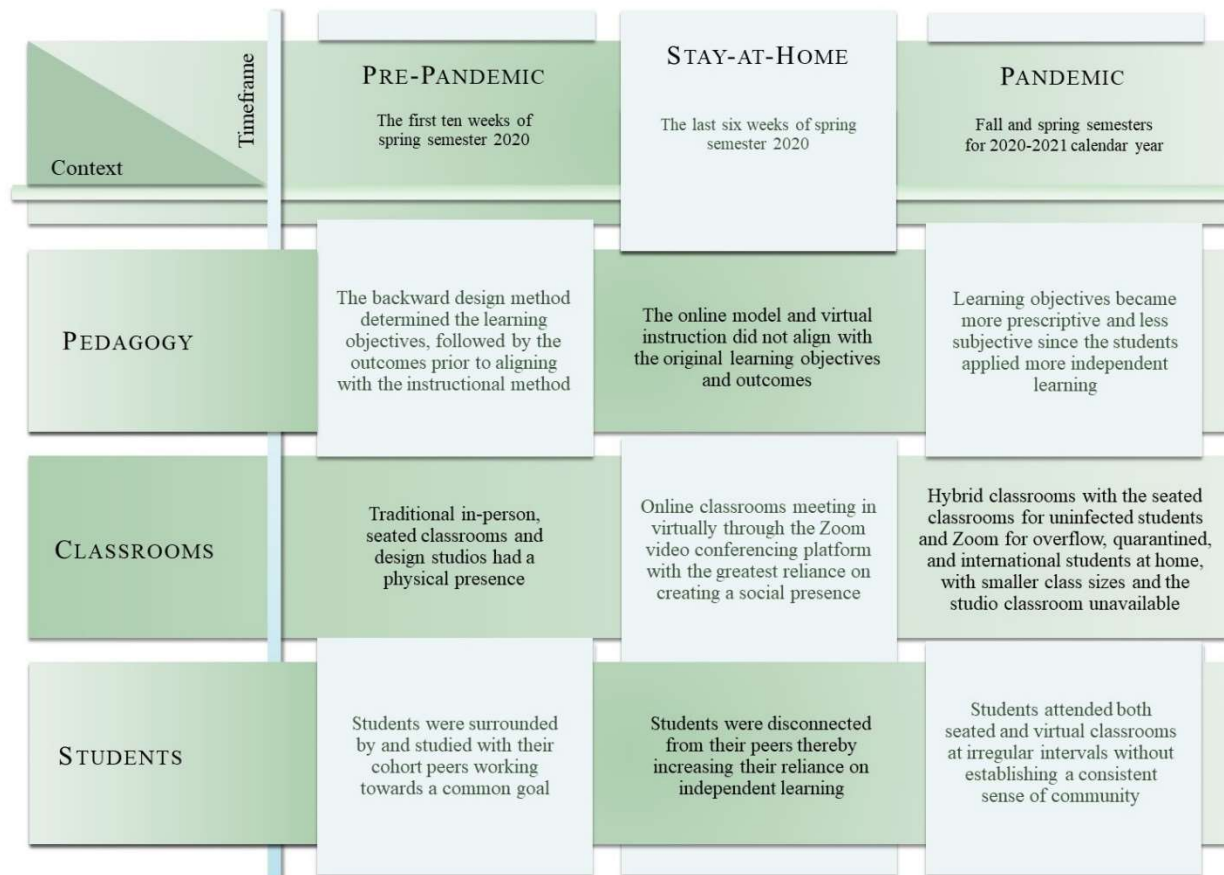 Timeframe
Context
PRE-PANDEMIC
The first ten weeks of
spring semester 2020
STAY-AT-HOME
The last six weeks of spring
semester 2020
PANDEMIC
Fall and spring semesters
for 2020-2021 calendar year
PEDAGOGY
The backward design method
determined the learning
objectives, followed by the
outcomes prior to aligning
with the instructional method
The online model and virtual
instruction did not align with
the original learning objectives
and outcomes
Learning objectives became
more prescriptive and less
subjective since the students
applied more independent
learning
CLASSROOMS
Traditional in-person,
seated classrooms and
design studios had a
physical presence
Online classrooms meeting in
virtually through the Zoom
video conferencing platform
with the greatest reliance on
creating a social presence
Hybrid classrooms with the seated
classrooms for uninfected students
and Zoom for overflow, quarantined,
and international students at home,
with smaller class sizes and the
studio classroom unavailable
STUDENTS
Students were surrounded
by and studied with their
cohort peers working
towards a common goal
Students were disconnected
from their peers thereby
increasing their reliance on
independent learning
Students attended both
seated and virtual classrooms
at irregular intervals without
establishing a consistent
sense of community